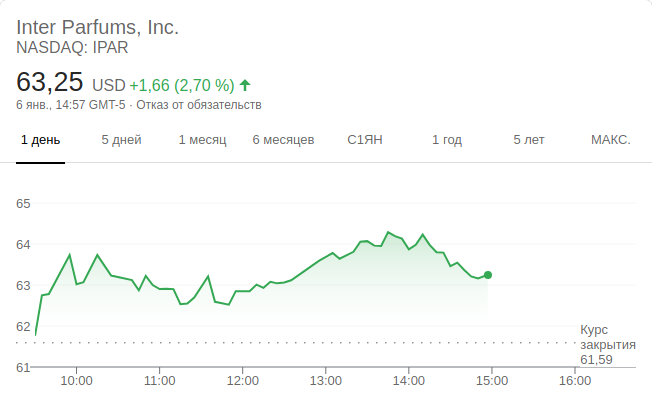 Inter Parfums, Inc.
NASDAQ: IPAR
63,25 USD +1,66 (2,70 %)
6 янв., 14:57 GMT-5 · Отказ от обязательств
1 день 5 дней 1 месяц 6 месяцев С1ЯН 1 год 5 лет МАКС.
65
64
63
62
Курс
закрытия
61,59
61
10:00 11:00 12:00 13:00 14:00 15:00 16:00